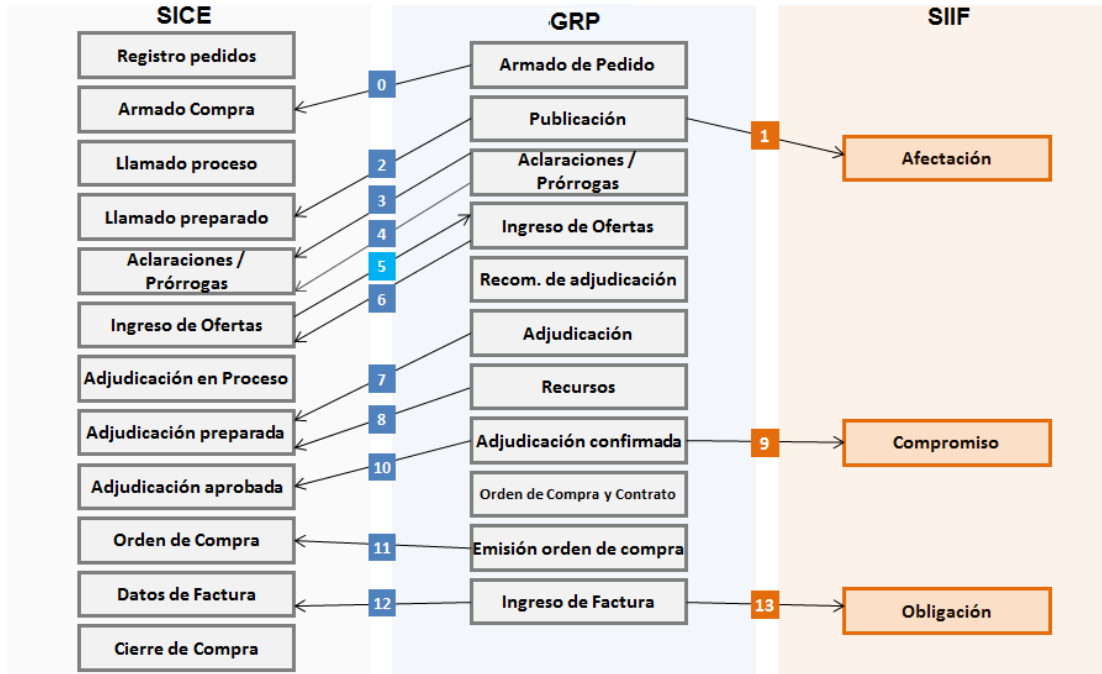 SICE
Registro pedidos
Armado Compra
Llamado proceso
Llamado preparado
Aclaraciones /
Prórrogas
Ingreso de Ofertas
Adjudicación en Proceso
Adjudicación preparada
Adjudicación aprobada
Orden de Compra
Datos de Factura
Cierre de Compra
0
2
3
4
5
6
7
8
10
11
12
GRP
Armado de Pedido
Publicación
Aclaraciones /
Prórrogas
Ingreso de Ofertas
Recom. de adjudicación
Adjudicación
Recursos
Adjudicación confirmada
Orden de Compra y Contrato
Emisión orden de compra
Ingreso de Factura
1
9
13
SIIF
Afectación
Compromiso
Obligación